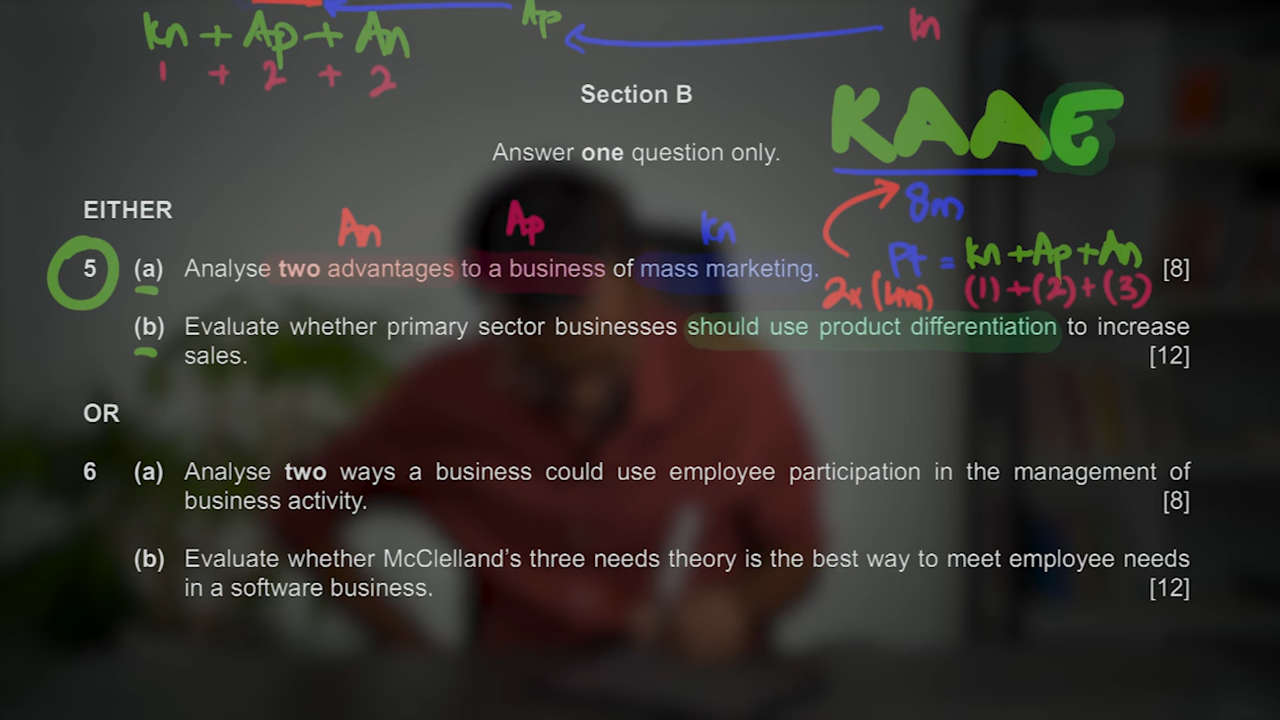 Ap
kn
kn + Ap + An
1 + 2 + 2
Section B
KAAE
Answer one question only.
8m
EITHER
An Ap kn
Pt = kn + Ap + An
5 (a) Analyse two advantages to a business of mass marketing. [8]
2x (4m) (1) + (2) + (3)
(b) Evaluate whether primary sector businesses should use product differentiation to increase
sales. [12]
OR
6 (a) Analyse two ways a business could use employee participation in the management of
business activity. [8]
(b) Evaluate whether McClelland's three needs theory is the best way to meet employee needs
in a software business. [12]